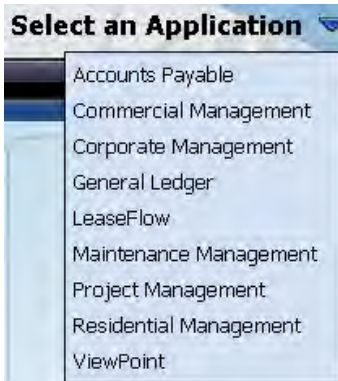 Select an Application
Accounts Payable
Commercial Management
Corporate Management
General Ledger
LeaseFlow
Maintenance Management
Project Management
Residential Management
ViewPoint